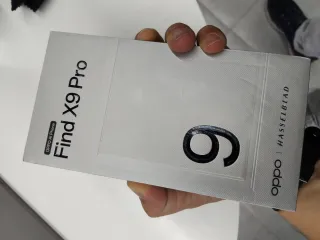 Find X9 Pro
9
oppo | HASSELBLAD